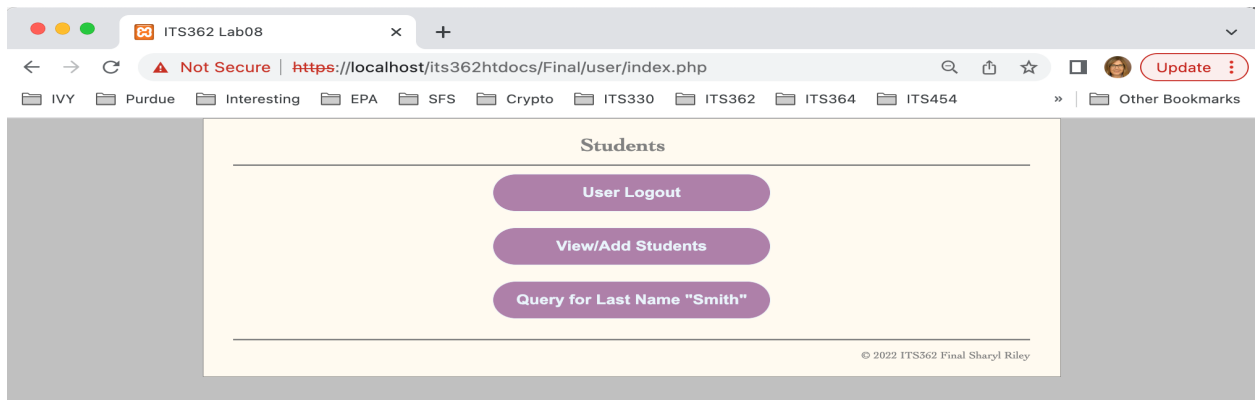 ITS362 Lab08
Not Secure | https://localhost/its362htdocs/Final/user/index.php Update
IVY Purdue Interesting EPA SFS Crypto ITS330 ITS362 ITS364 ITS454 » Other Bookmarks
Students
User Logout
View/Add Students
Query for Last Name "Smith"
© 2022 ITS362 Final Sharyl Riley